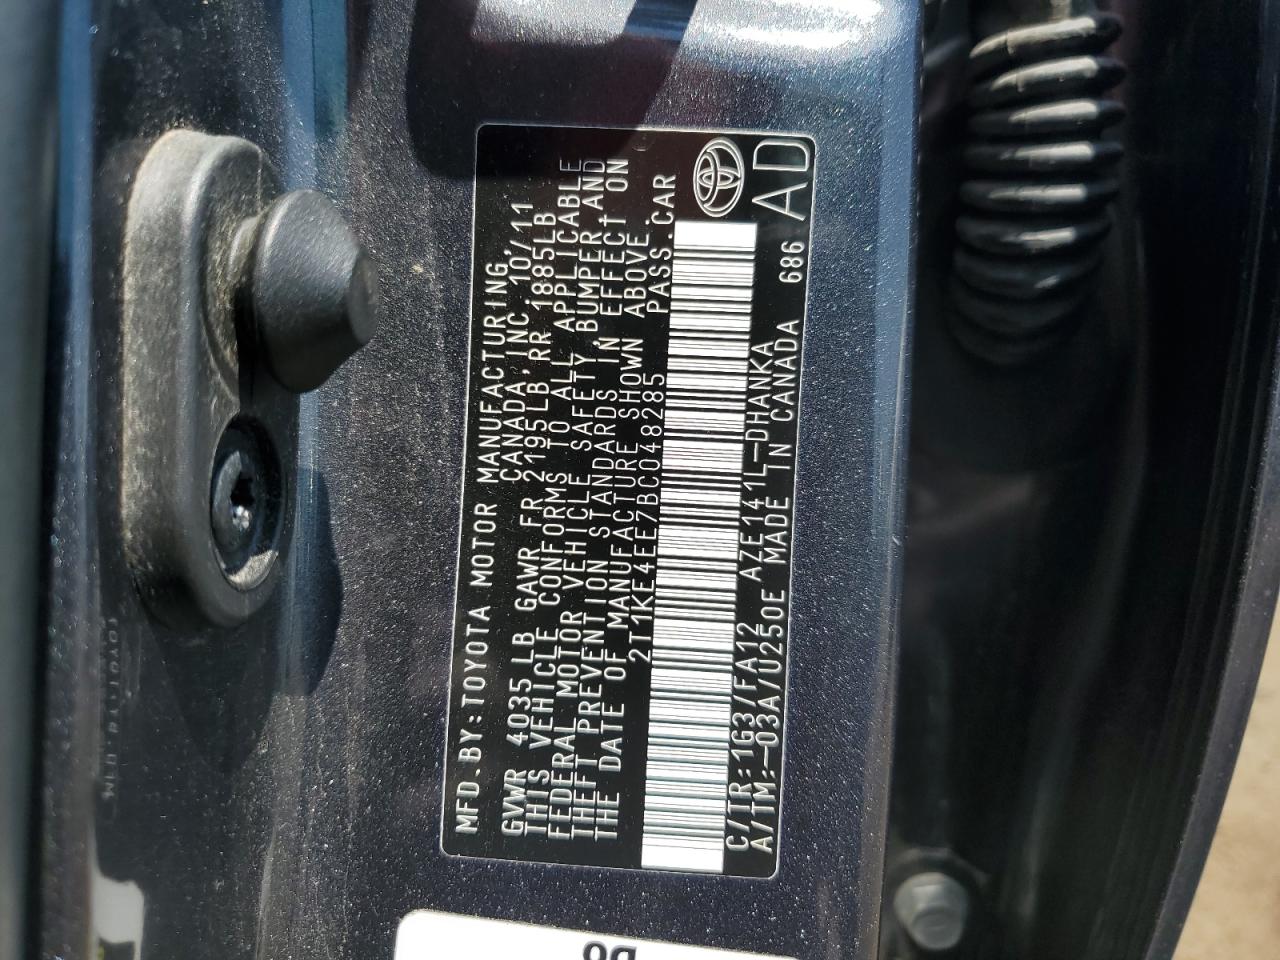 MFD.BY:TOYOTA MOTOR MANUFACTURING,
CANADA,INC. 10/11
GVWR 4035LB GAWR FR 2195LB RR 1885LB
THIS VEHICLE CONFORMS TO ALL APPLICABLE
FEDERAL MOTOR VEHICLE SAFETY, BUMPER, AND
THEFT PREVENTION STANDARDS IN EFFECT ON
THE DATE OF MANUFACTURE SHOWN ABOVE.
2T1KE4EE7BC048285 PASS.CAR
C/TR:1G3/FA12 AZE141L-DHANKA
A/TM:-03A/U250E MADE IN CANADA 686 AD